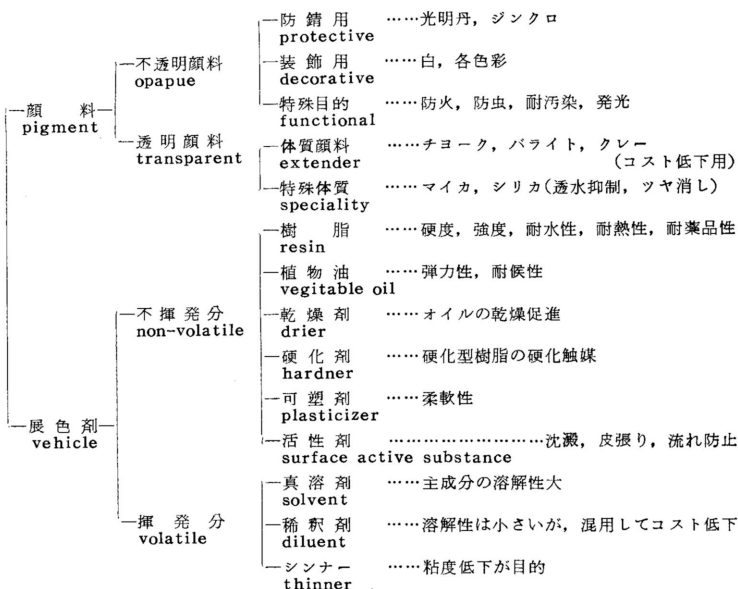 防錆用 ……光明丹，ジンクロ
protective
不透明顔料
opapue
装飾用 ……白，各色彩
decorative
特殊目的 ……防火，防虫，耐汚染，発光
functional
顔料
pigment
透明顔料
transparent
体質顔料 ……チヨーク，バライト，クレー
extender
(コスト低下用)
特殊体質 ……マイカ，シリカ(透水抑制，ツヤ消し)
speciality
樹脂 ……硬度，強度，耐水性，耐熱性，耐薬品性
resin
植物油 ……弾力性，耐候性
vegitable oil
不揮発分
non-volatile
乾燥剤 ……オイルの乾燥促進
drier
硬化剤 ……硬化型樹脂の硬化触媒
hardner
可塑剤 ……柔軟性
plasticizer
展色剤
vehicle
活性剤 ………………………沈澱，皮張り，流れ防止
surface active substance
真溶剤 ……主成分の溶解性大
solvent
揮発分
volatile
稀釈剤 ……溶解性は小さいが，混用してコスト低下
diluent
シンナー ……粘度低下が目的
thinner